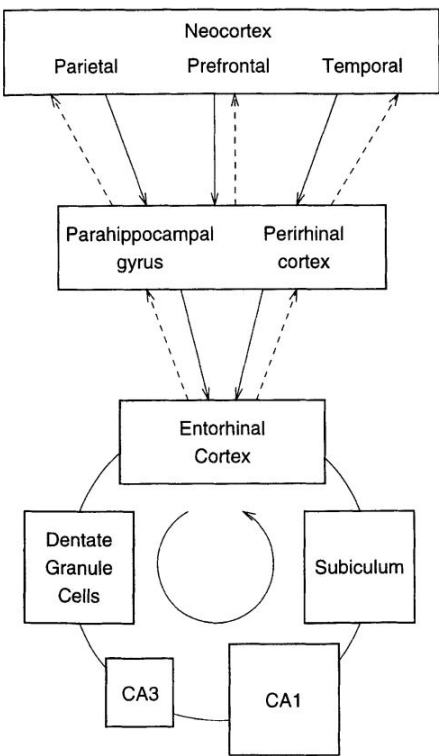 Neocortex
Parietal Prefrontal Temporal
Parahippocampal gyrus
Perirhinal cortex
Entorhinal
Cortex
Dentate
Granule
Cells
Subiculum
CA3
CA1